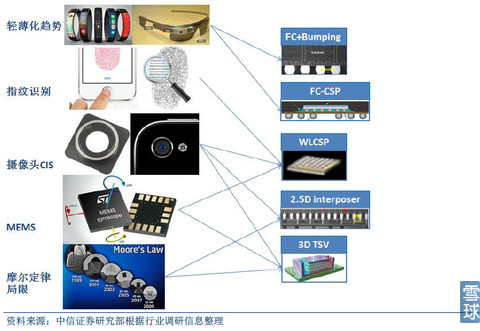 轻薄化趋势
FC+Bumping
FC-CSP
指纹识别
WLCSP
摄像头CIS
2.5D interposer
MEMS
gyroscope
MEMS
3D TSV
Moore's Law
1999
2001
2003
2005
2007
摩尔定律
局限
资料来源：中信证券研究部根据行业调研信息整理
雪球